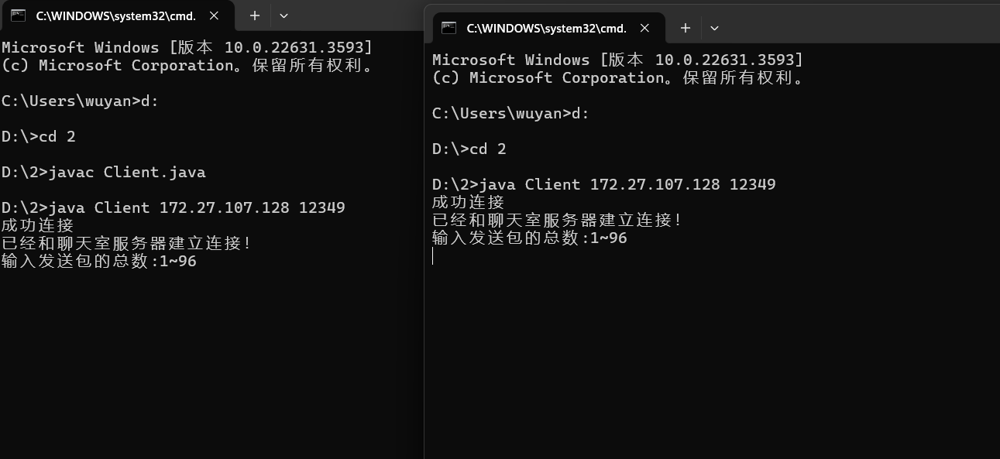 C:\WINDOWS\system32\cmd.
Microsoft Windows [版本 10.0.22631.3593]
(c) Microsoft Corporation。保留所有权利。
C:\Users\wuyan>d:
D:\>cd 2
D:\2>javac Client.java
D:\2>java Client 172.27.107.128 12349
成功连接
已经和聊天室服务器建立连接!
输入发送包的总数:1~96
C:\WINDOWS\system32\cmd.
Microsoft Windows [版本 10.0.22631.3593]
(c) Microsoft Corporation。保留所有权利。
C:\Users\wuyan>d:
D:\>cd 2
D:\2>java Client 172.27.107.128 12349
成功连接
已经和聊天室服务器建立连接!
输入发送包的总数:1~96